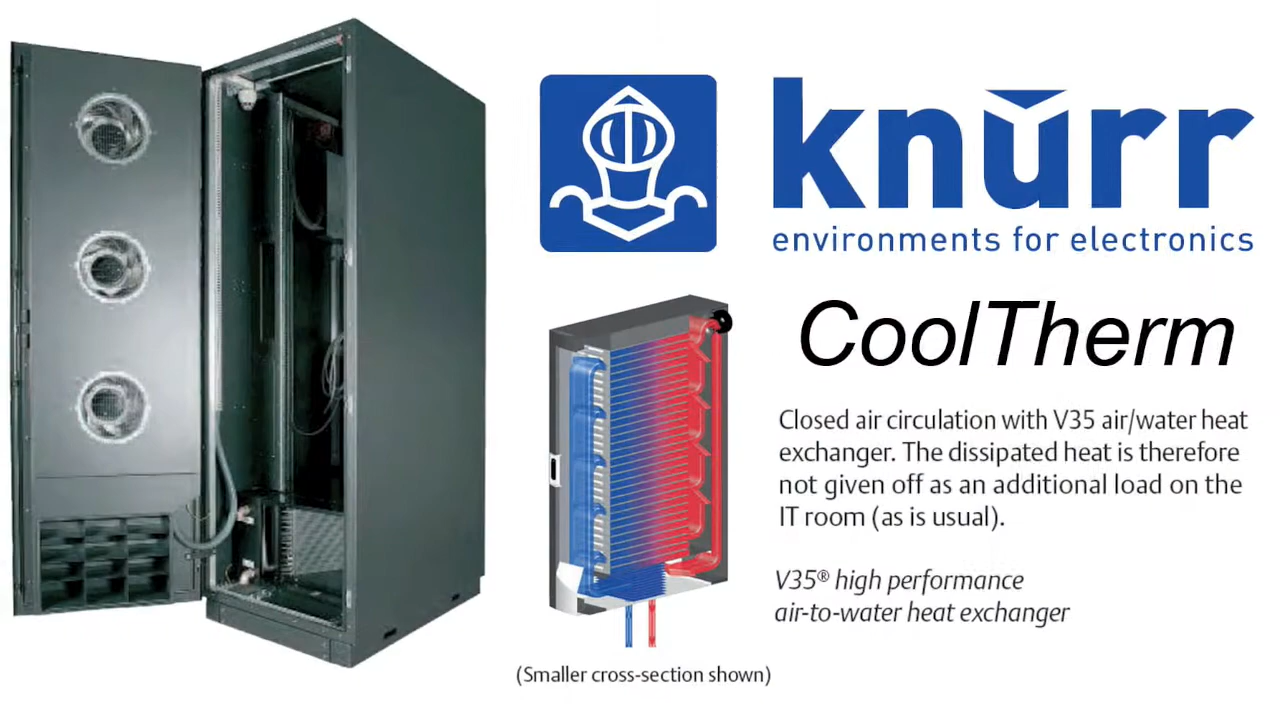 knürr
environments for electronics
CoolTherm
Closed air circulation with V35 air/water heat
exchanger. The dissipated heat is therefore
not given off as an additional load on the
IT room (as is usual).
V35® high performance
air-to-water heat exchanger
(Smaller cross-section shown)